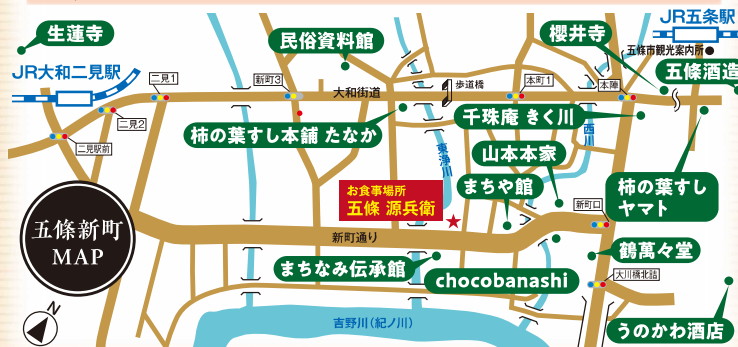 生蓮寺
JR大和二見駅
民俗資料館
櫻井寺
JR五条駅
五條市観光案内所
五條酒造
二見1
新町3
大和街道
歩道橋
本町1
本陣
二見2
二見駅前
柿の葉すし本舗 たなか
千珠庵 きく川
東浄川
西川
山本本家
まちや館
柿の葉すし
ヤマト
お食事場所
五條 源兵衛
五條新町
MAP
新町通り
新町口
鶴萬々堂
まちなみ伝承館
chocobanashi
大川橋北詰
N
吉野川(紀ノ川)
うのかわ酒店